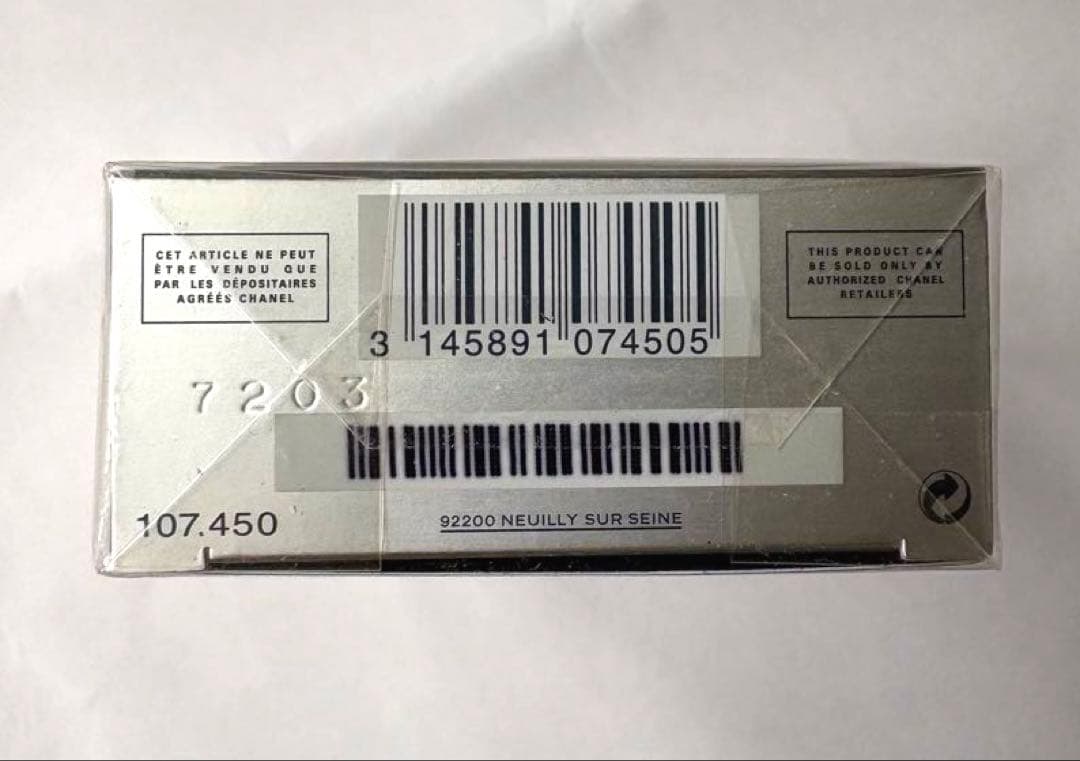 CET ARTICLE NE PEUT
ÊTRE VENDU QUE
PAR LES DÉPOSITAIRES
AGRÉÉS CHANEL
3 145891 074505
THIS PRODUCT CAN
BE SOLD ONLY BY
AUTHORIZED CHANEL
RETAILERS
7203
107.450
92200 NEUILLY SUR SEINE